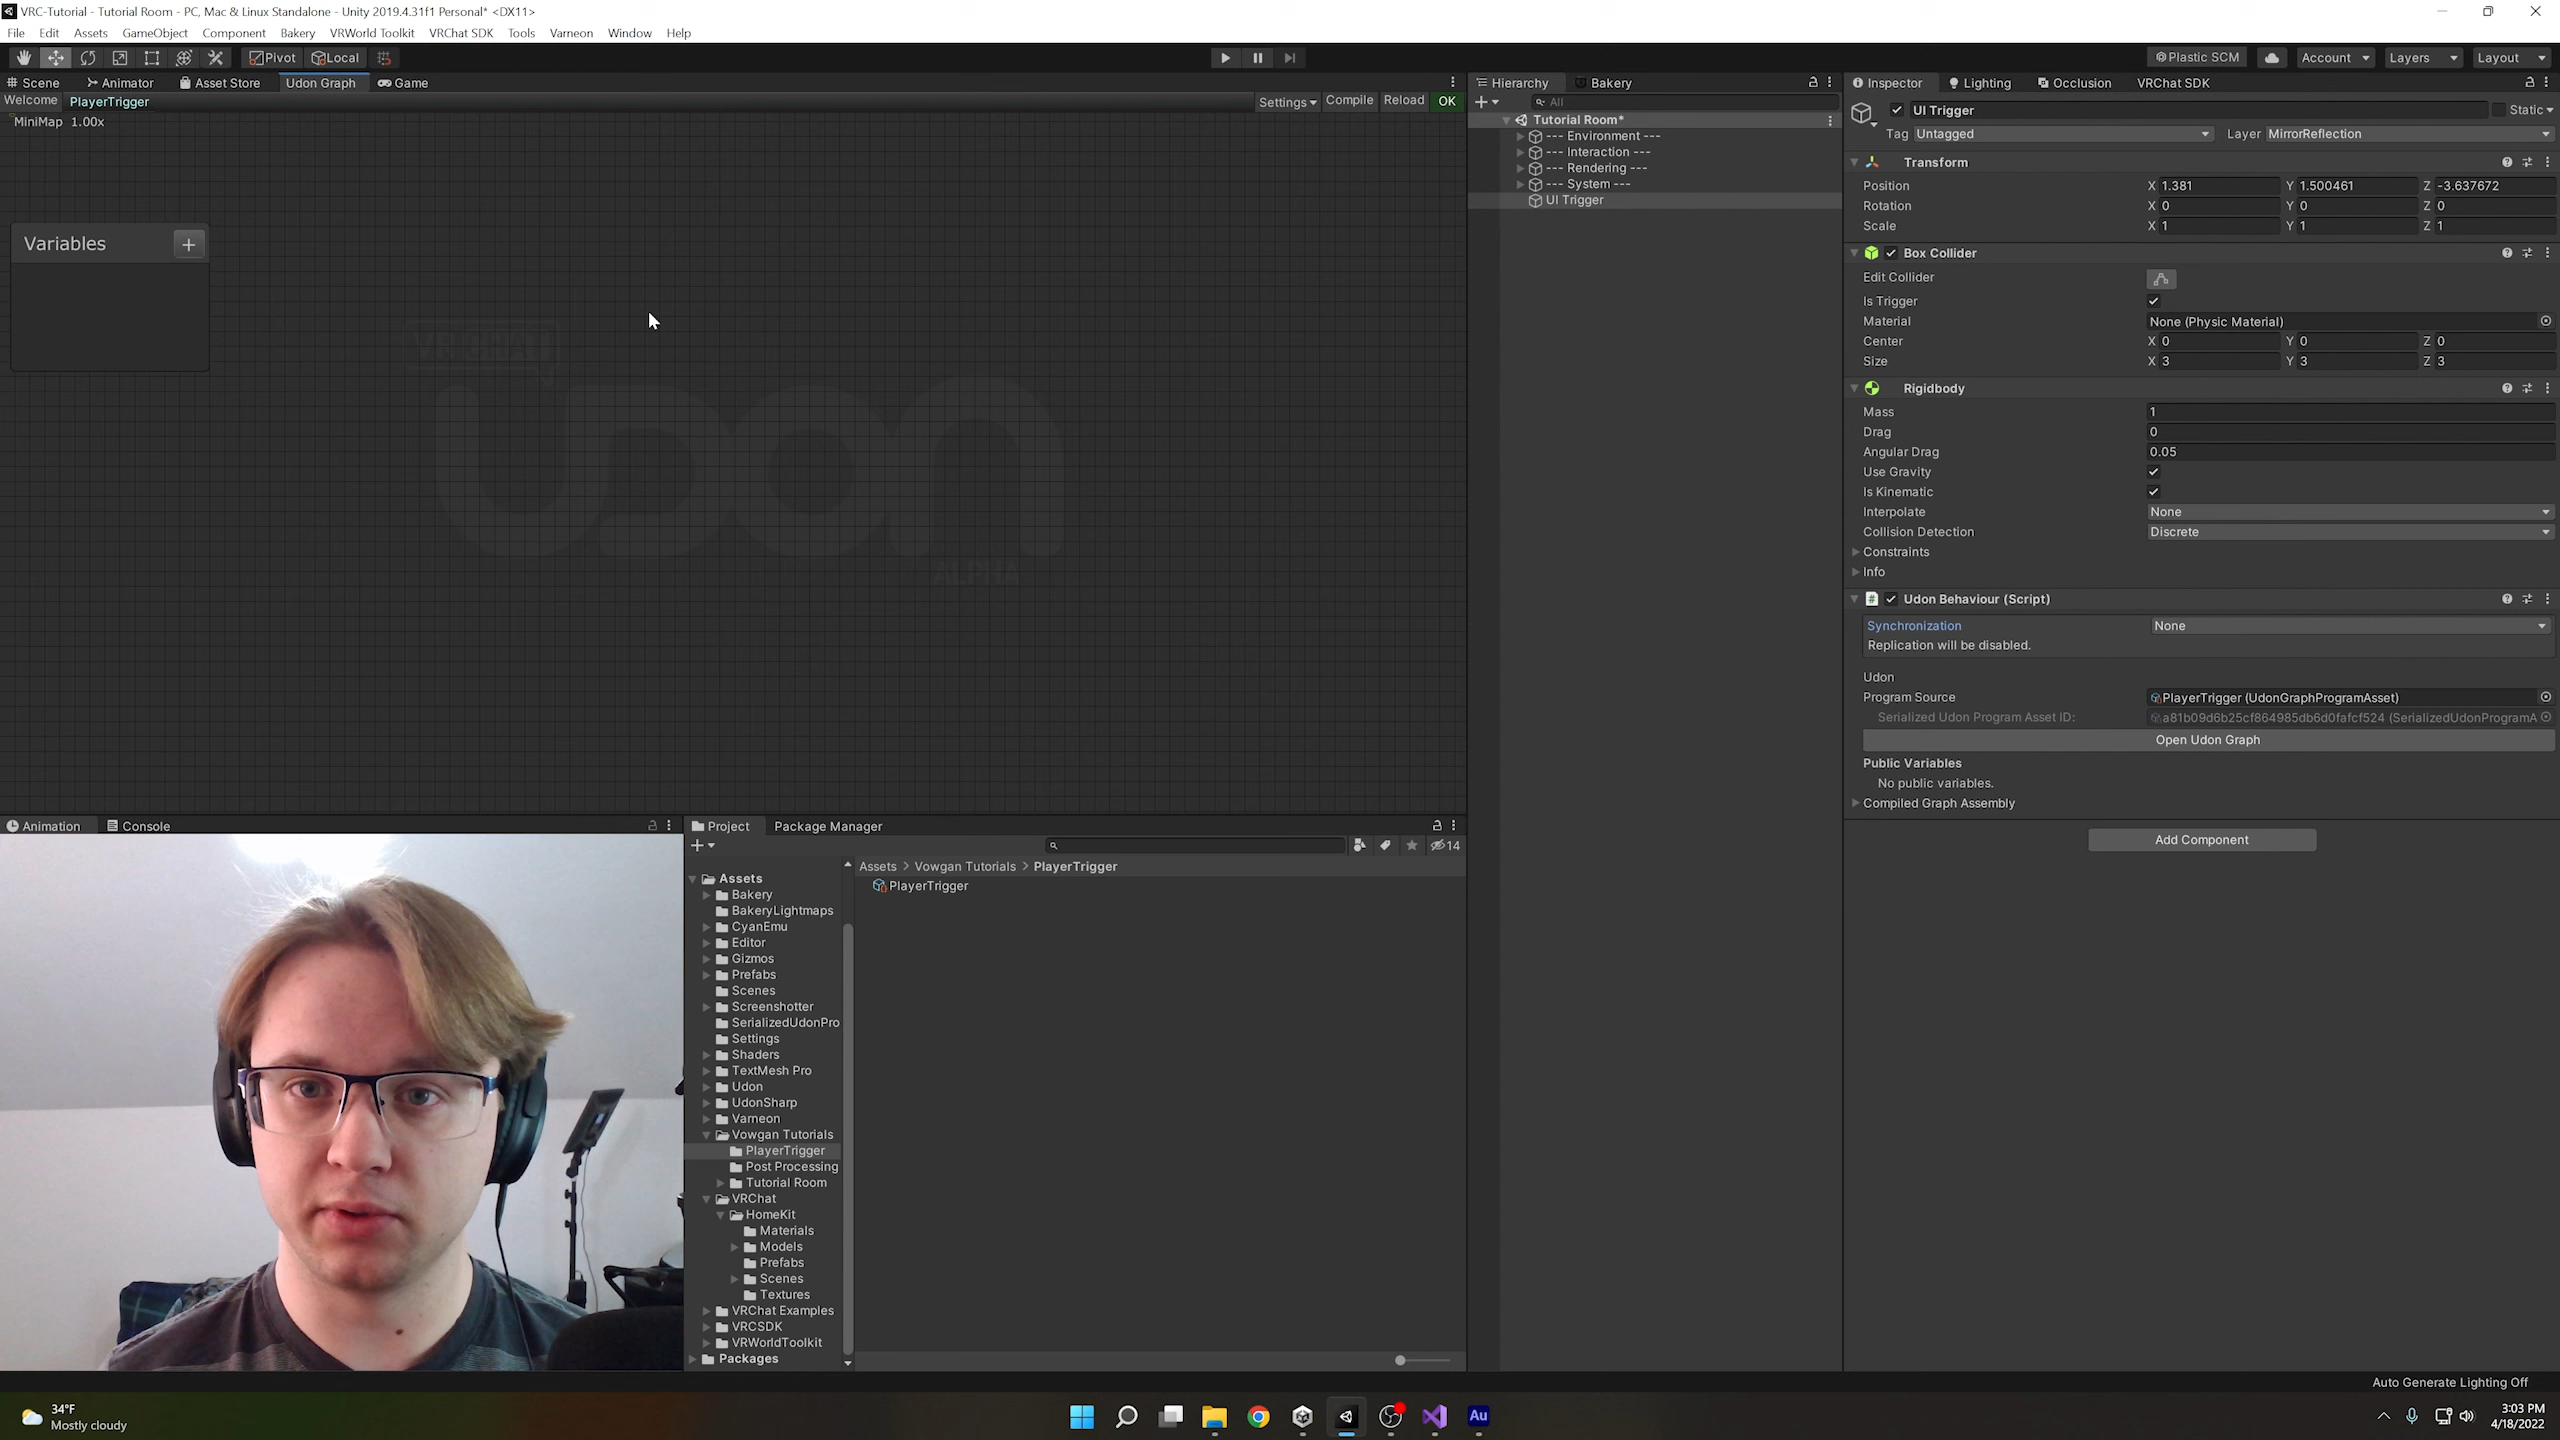 VRC-Tutorial - Tutorial Room - PC, Mac & Linux Standalone - Unity 2019.4.31f1 Personal* <DX11>
File Edit Assets GameObject Component Bakery VRWorld Toolkit VRChat SDK Tools Varneon Window Help
Pivot Local Plastic SCM Account Layers Layout
Scene Animator Asset Store Udon Graph Game
Welcome PlayerTrigger Settings Compile Reload OK
MiniMap 1.00x
Variables +
VRCHAT
UDON
ALPHA
Hierarchy Bakery
All
Tutorial Room*
--- Environment ---
--- Interaction ---
--- Rendering ---
--- System ---
UI Trigger
Inspector Lighting Occlusion VRChat SDK
UI Trigger Static
Tag Untagged Layer MirrorReflection
Transform
Position X 1.381 Y 1.500461 Z -3.637672
Rotation X 0 Y 0 Z 0
Scale X 1 Y 1 Z 1
Box Collider
Edit Collider
Is Trigger
Material None (Physic Material)
Center X 0 Y 0 Z 0
Size X 3 Y 3 Z 3
Rigidbody
Mass 1
Drag 0
Angular Drag 0.05
Use Gravity
Is Kinematic
Interpolate None
Collision Detection Discrete
Constraints
Info
Udon Behaviour (Script)
Synchronization None
Replication will be disabled.
Udon
Program Source PlayerTrigger (UdonGraphProgramAsset)
Serialized Udon Program Asset ID: a81b09d6b25cf864985db6d0fafcf524 (SerializedUdonProgramA
Open Udon Graph
Public Variables
No public variables.
Compiled Graph Assembly
Add Component
Animation Console
Project Package Manager
14
Assets > Vowgan Tutorials > PlayerTrigger
PlayerTrigger
Assets
Bakery
BakeryLightmaps
CyanEmu
Editor
Gizmos
Prefabs
Scenes
Screenshotter
SerializedUdonPro
Settings
Shaders
TextMesh Pro
Udon
UdonSharp
Varneon
Vowgan Tutorials
PlayerTrigger
Post Processing
Tutorial Room
VRChat
HomeKit
Materials
Models
Prefabs
Scenes
Textures
VRChat Examples
VRCSDK
VRWorldToolkit
Packages
Auto Generate Lighting Off
34°F
Mostly cloudy
Au
3:03 PM
4/18/2022